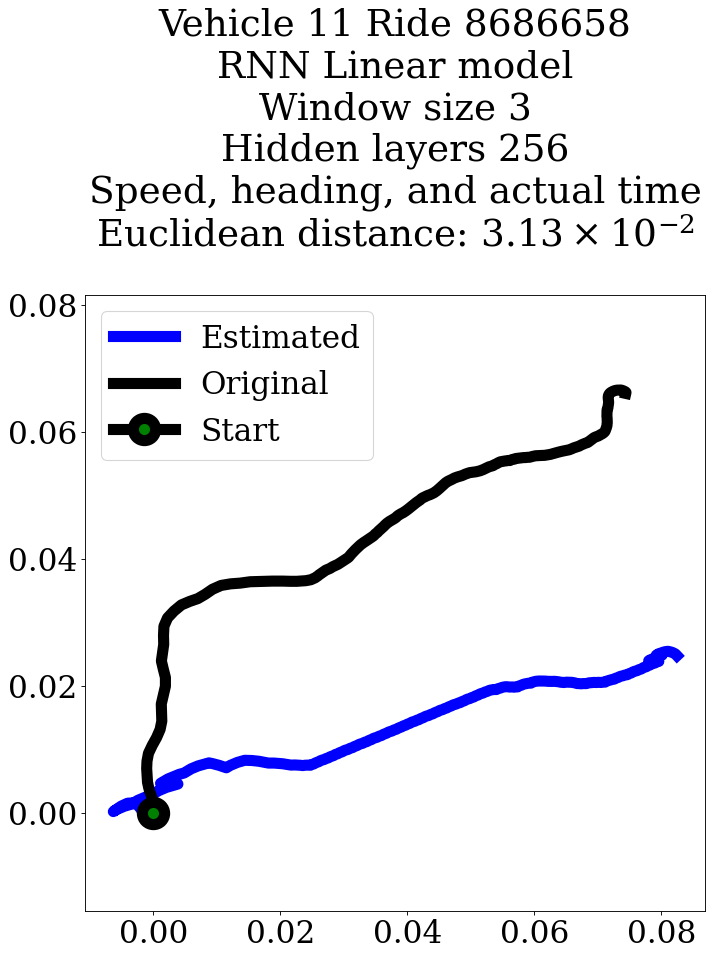 Vehicle 11 Ride 8686658
RNN Linear model
Window size 3
Hidden layers 256
Speed, heading, and actual time
Euclidean distance: 3.13 × 10⁻²
Estimated
Original
Start
0.08
0.06
0.04
0.02
0.00
0.00 0.02 0.04 0.06 0.08